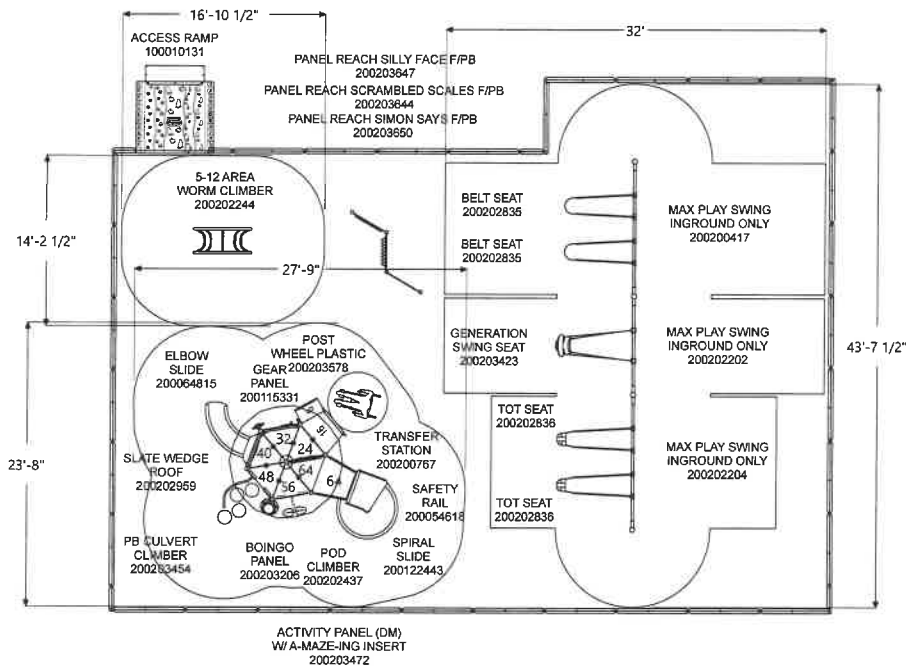 16'-10 1/2"
32'
ACCESS RAMP
100010131
PANEL REACH SILLY FACE F/PB
200203647
PANEL REACH SCRAMBLED SCALES F/PB
200203644
PANEL REACH SIMON SAYS F/PB
200203650
5-12 AREA
WORM CLIMBER
200202244
14'-2 1/2"
27'-9"
BELT SEAT
200202835
BELT SEAT
200202835
MAX PLAY SWING
INGROUND ONLY
200200417
GENERATION
SWING SEAT
200203423
MAX PLAY SWING
INGROUND ONLY
200202202
43'-7 1/2"
TOT SEAT
200202836
TOT SEAT
200202836
MAX PLAY SWING
INGROUND ONLY
200202204
23'-8"
ELBOW
SLIDE
200064815
POST
WHEEL PLASTIC
200203578
GEAR
PANEL
200115331
TRANSFER
STATION
200200767
SLATE WEDGE
ROOF
200202959
32
24
16
8
40
48
56
64
64
SAFETY
RAIL
200054618
PB CULVERT
CLIMBER
200203454
BOINGO
PANEL
200203206
POD
CLIMBER
200202437
SPIRAL
SLIDE
200122443
ACTIVITY PANEL (DM)
W/ A-MAZE-ING INSERT
200203472